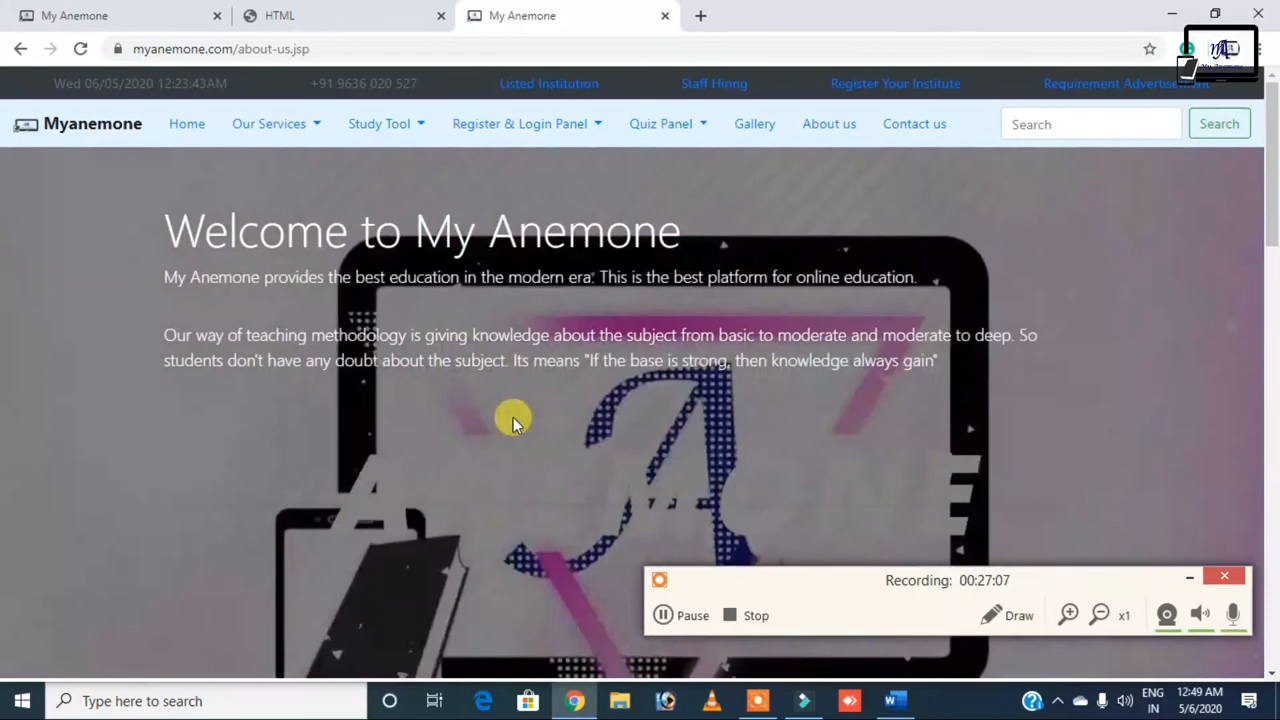 My Anemone
HTML
My Anemone
myanemone.com/about-us.jsp
Wed 06/05/2020 12:23:43AM
+91 9636 020 527
Listed Institution
Staff Hiring
Register Your Institute
Requirement Advertisement
Myanemone
Home
Our Services
Study Tool
Register & Login Panel
Quiz Panel
Gallery
About us
Contact us
Search
Search
Welcome to My Anemone
My Anemone provides the best education in the modern era. This is the best platform for online education.
Our way of teaching methodology is giving knowledge about the subject from basic to moderate and moderate to deep. So
students don't have any doubt about the subject. Its means "If the base is strong, then knowledge always gain"
Recording: 00:27:07
Pause
Stop
Draw
x1
Type here to search
ENG
IN
12:49 AM
5/6/2020